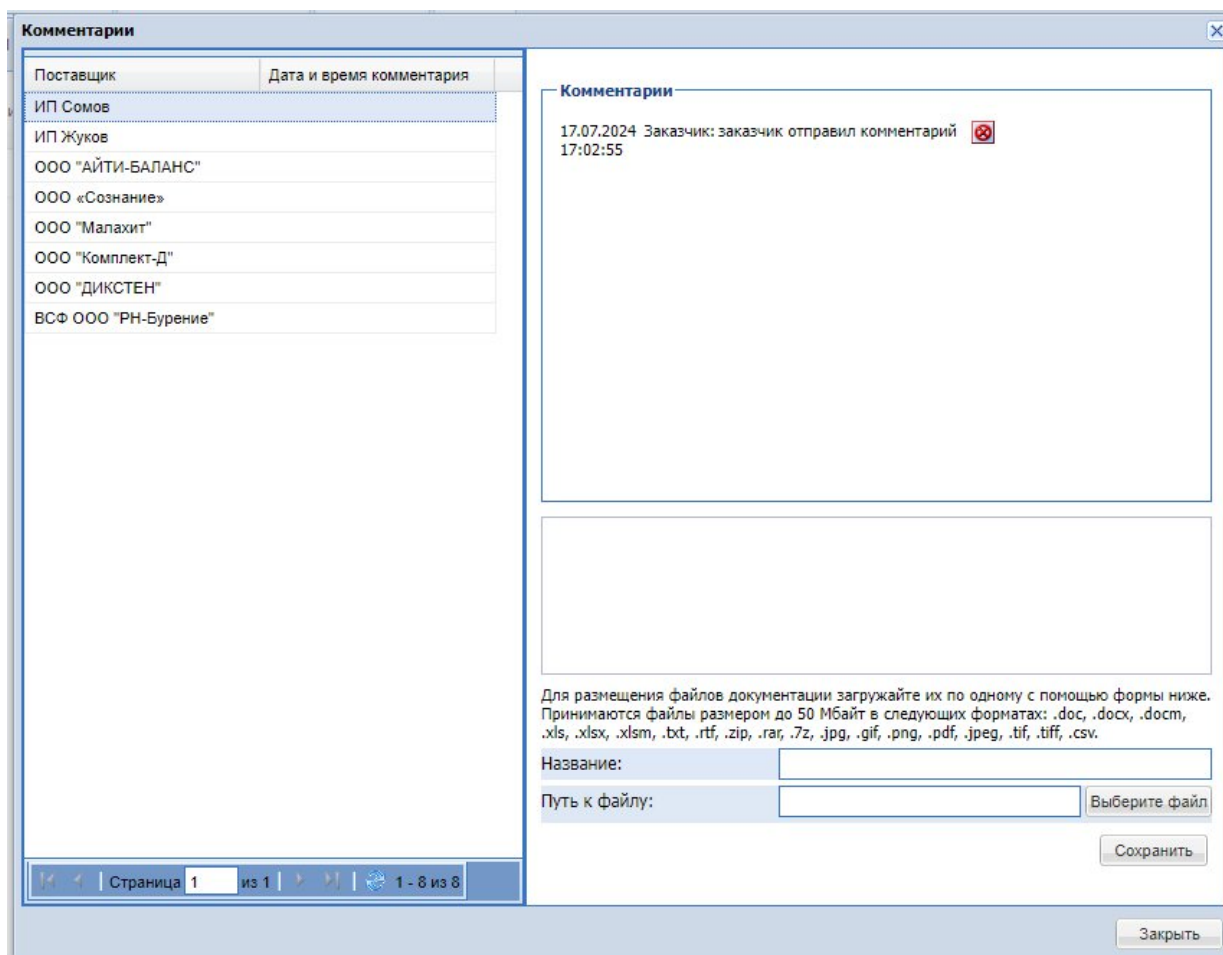 Комментарии
Поставщик Дата и время комментария
ИП Сомов
ИП Жуков
ООО "АЙТИ-БАЛАНС"
ООО «Сознание»
ООО "Малахит"
ООО "Комплект-Д"
ООО "ДИКСТЕН"
ВСФ ООО "РН-Бурение"
Страница 1 из 1 1 - 8 из 8
Комментарии
17.07.2024 Заказчик: заказчик отправил комментарий
17:02:55
Для размещения файлов документации загружайте их по одному с помощью формы ниже.
Принимаются файлы размером до 50 Мбайт в следующих форматах: .doc, .docx, .docm,
.xls, .xlsx, .xlsm, .txt, .rtf, .zip, .rar, .7z, .jpg, .gif, .png, .pdf, .jpeg, .tif, .tiff, .csv.
Название:
Путь к файлу: Выберите файл
Сохранить
Закрыть